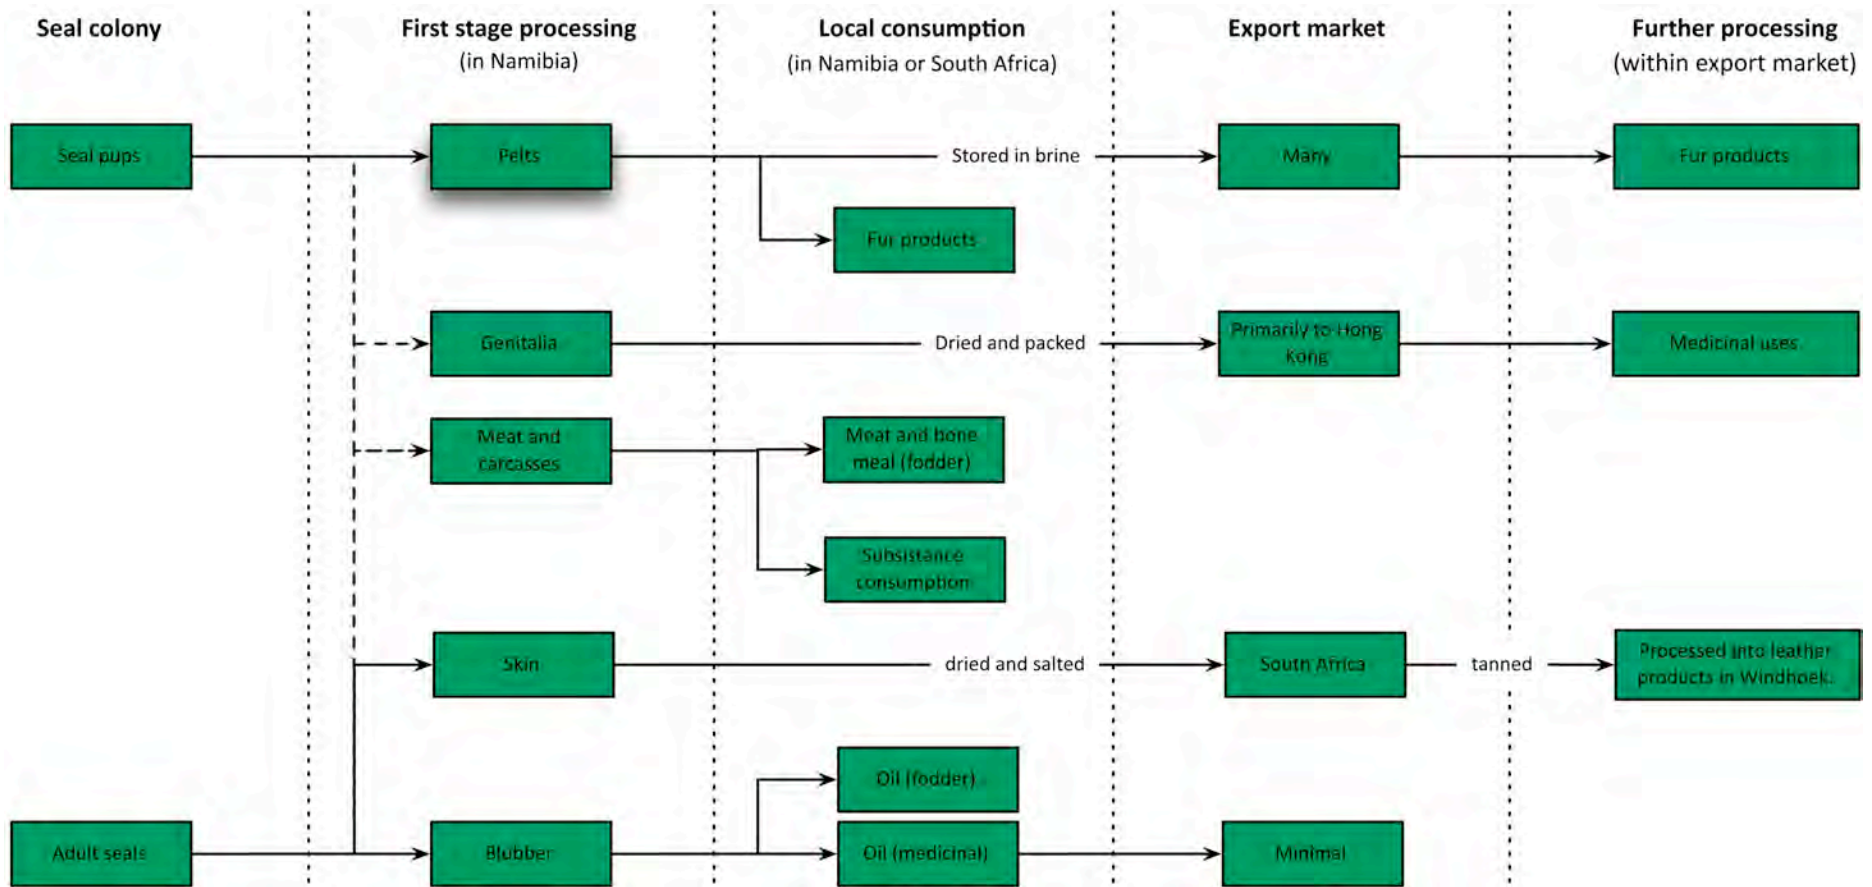 Seal colony
First stage processing
(in Namibia)
Local consumption
(in Namibia or South Africa)
Export market
Further processing
(within export market)
Seal pups
Pelts
Stored in brine
Many
Fur products
Fur products
Genitalia
Dried and packed
Primarily to Hong
Kong
Medicinal uses
Meat and
carcasses
Meat and bone
meal (fodder)
Subsistance
consumption
Skin
dried and salted
South Africa
tanned
Processed into leather
products in Windhoek.
Oil (fodder)
Adult seals
Blubber
Oil (medicinal)
Minimal